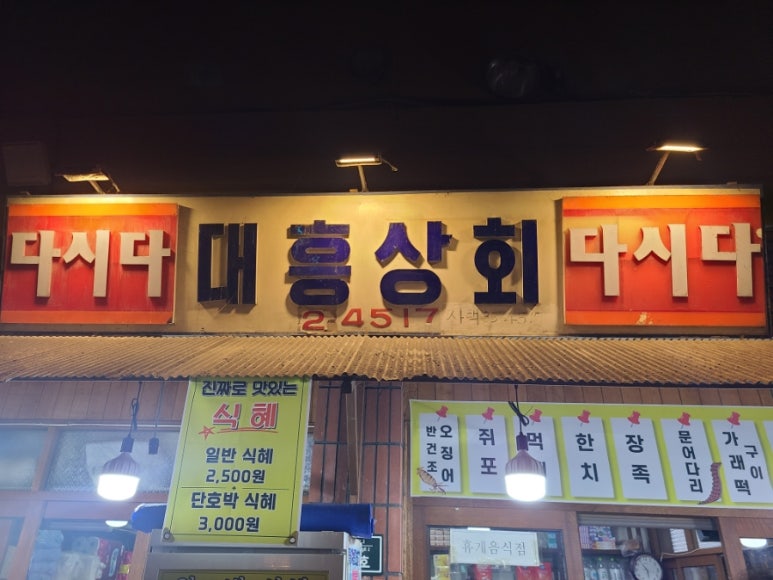 다시다 대흥상회 다시다
2-4517
진짜로 맛있는
식혜
일반 식혜
2,500원
단호박 식혜
3,000원
반건조 오징어
쥐포
먹
한치
장족
문어다리
가래떡 구이
휴게음식점
호